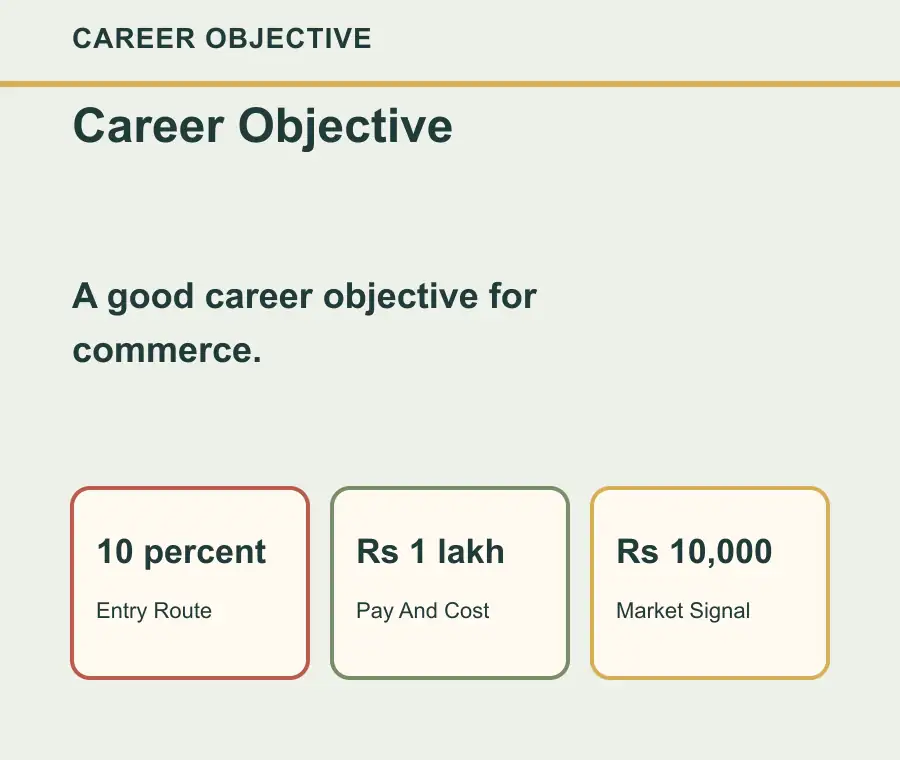 CAREER OBJECTIVE
Career Objective
A good career objective for
commerce.
10 percent
Entry Route
Rs 1 lakh
Pay And Cost
Rs 10,000
Market Signal